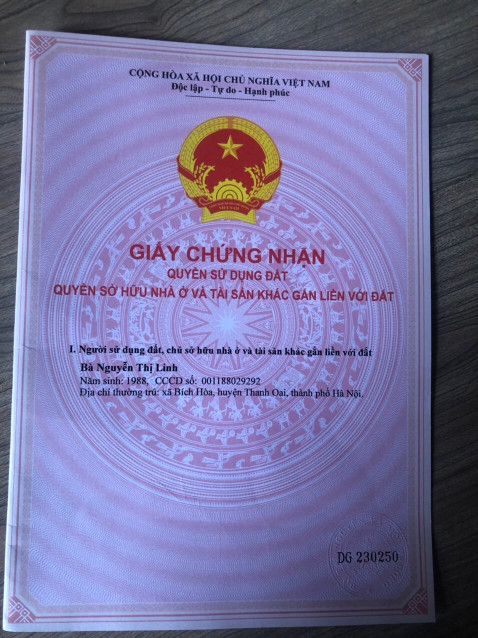 CỘNG HÒA XÃ HỘI CHỦ NGHĨA VIỆT NAM
Độc lập - Tự do - Hạnh phúc
VIỆT NAM
GIẤY CHỨNG NHẬN
QUYỀN SỬ DỤNG ĐẤT
QUYỀN SỞ HỮU NHÀ Ở VÀ TÀI SẢN KHÁC GẮN LIỀN VỚI ĐẤT
I. Người sử dụng đất, chủ sở hữu nhà ở và tài sản khác gắn liền với đất
Bà Nguyễn Thị Linh
Năm sinh: 1988, CCCD số: 001188029292
Địa chỉ thường trú: xã Bích Hòa, huyện Thanh Oai, thành phố Hà Nội.
DG 230250